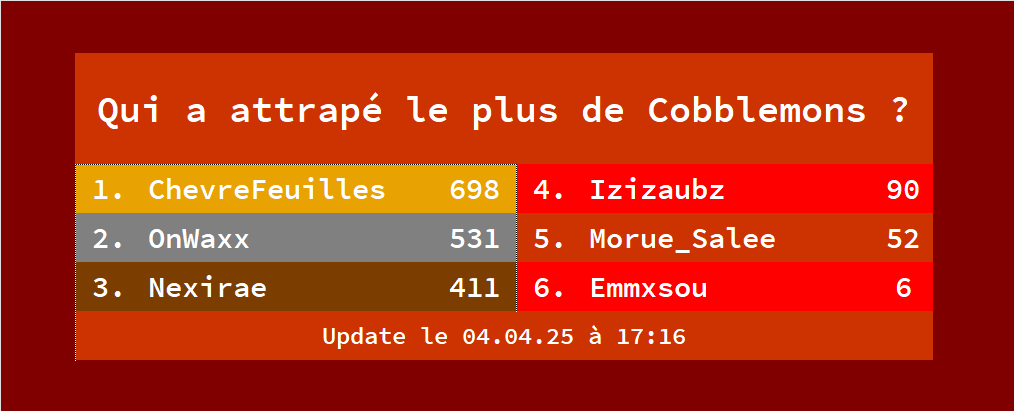 Qui a attrapé le plus de Cobblemons ?
1. ChevreFeuilles 698
2. OnWaxx 531
3. Nexirae 411
4. Izizaubz 90
5. Morue_Salee 52
6. Emmxsou 6
Update le 04.04.25 à 17:16